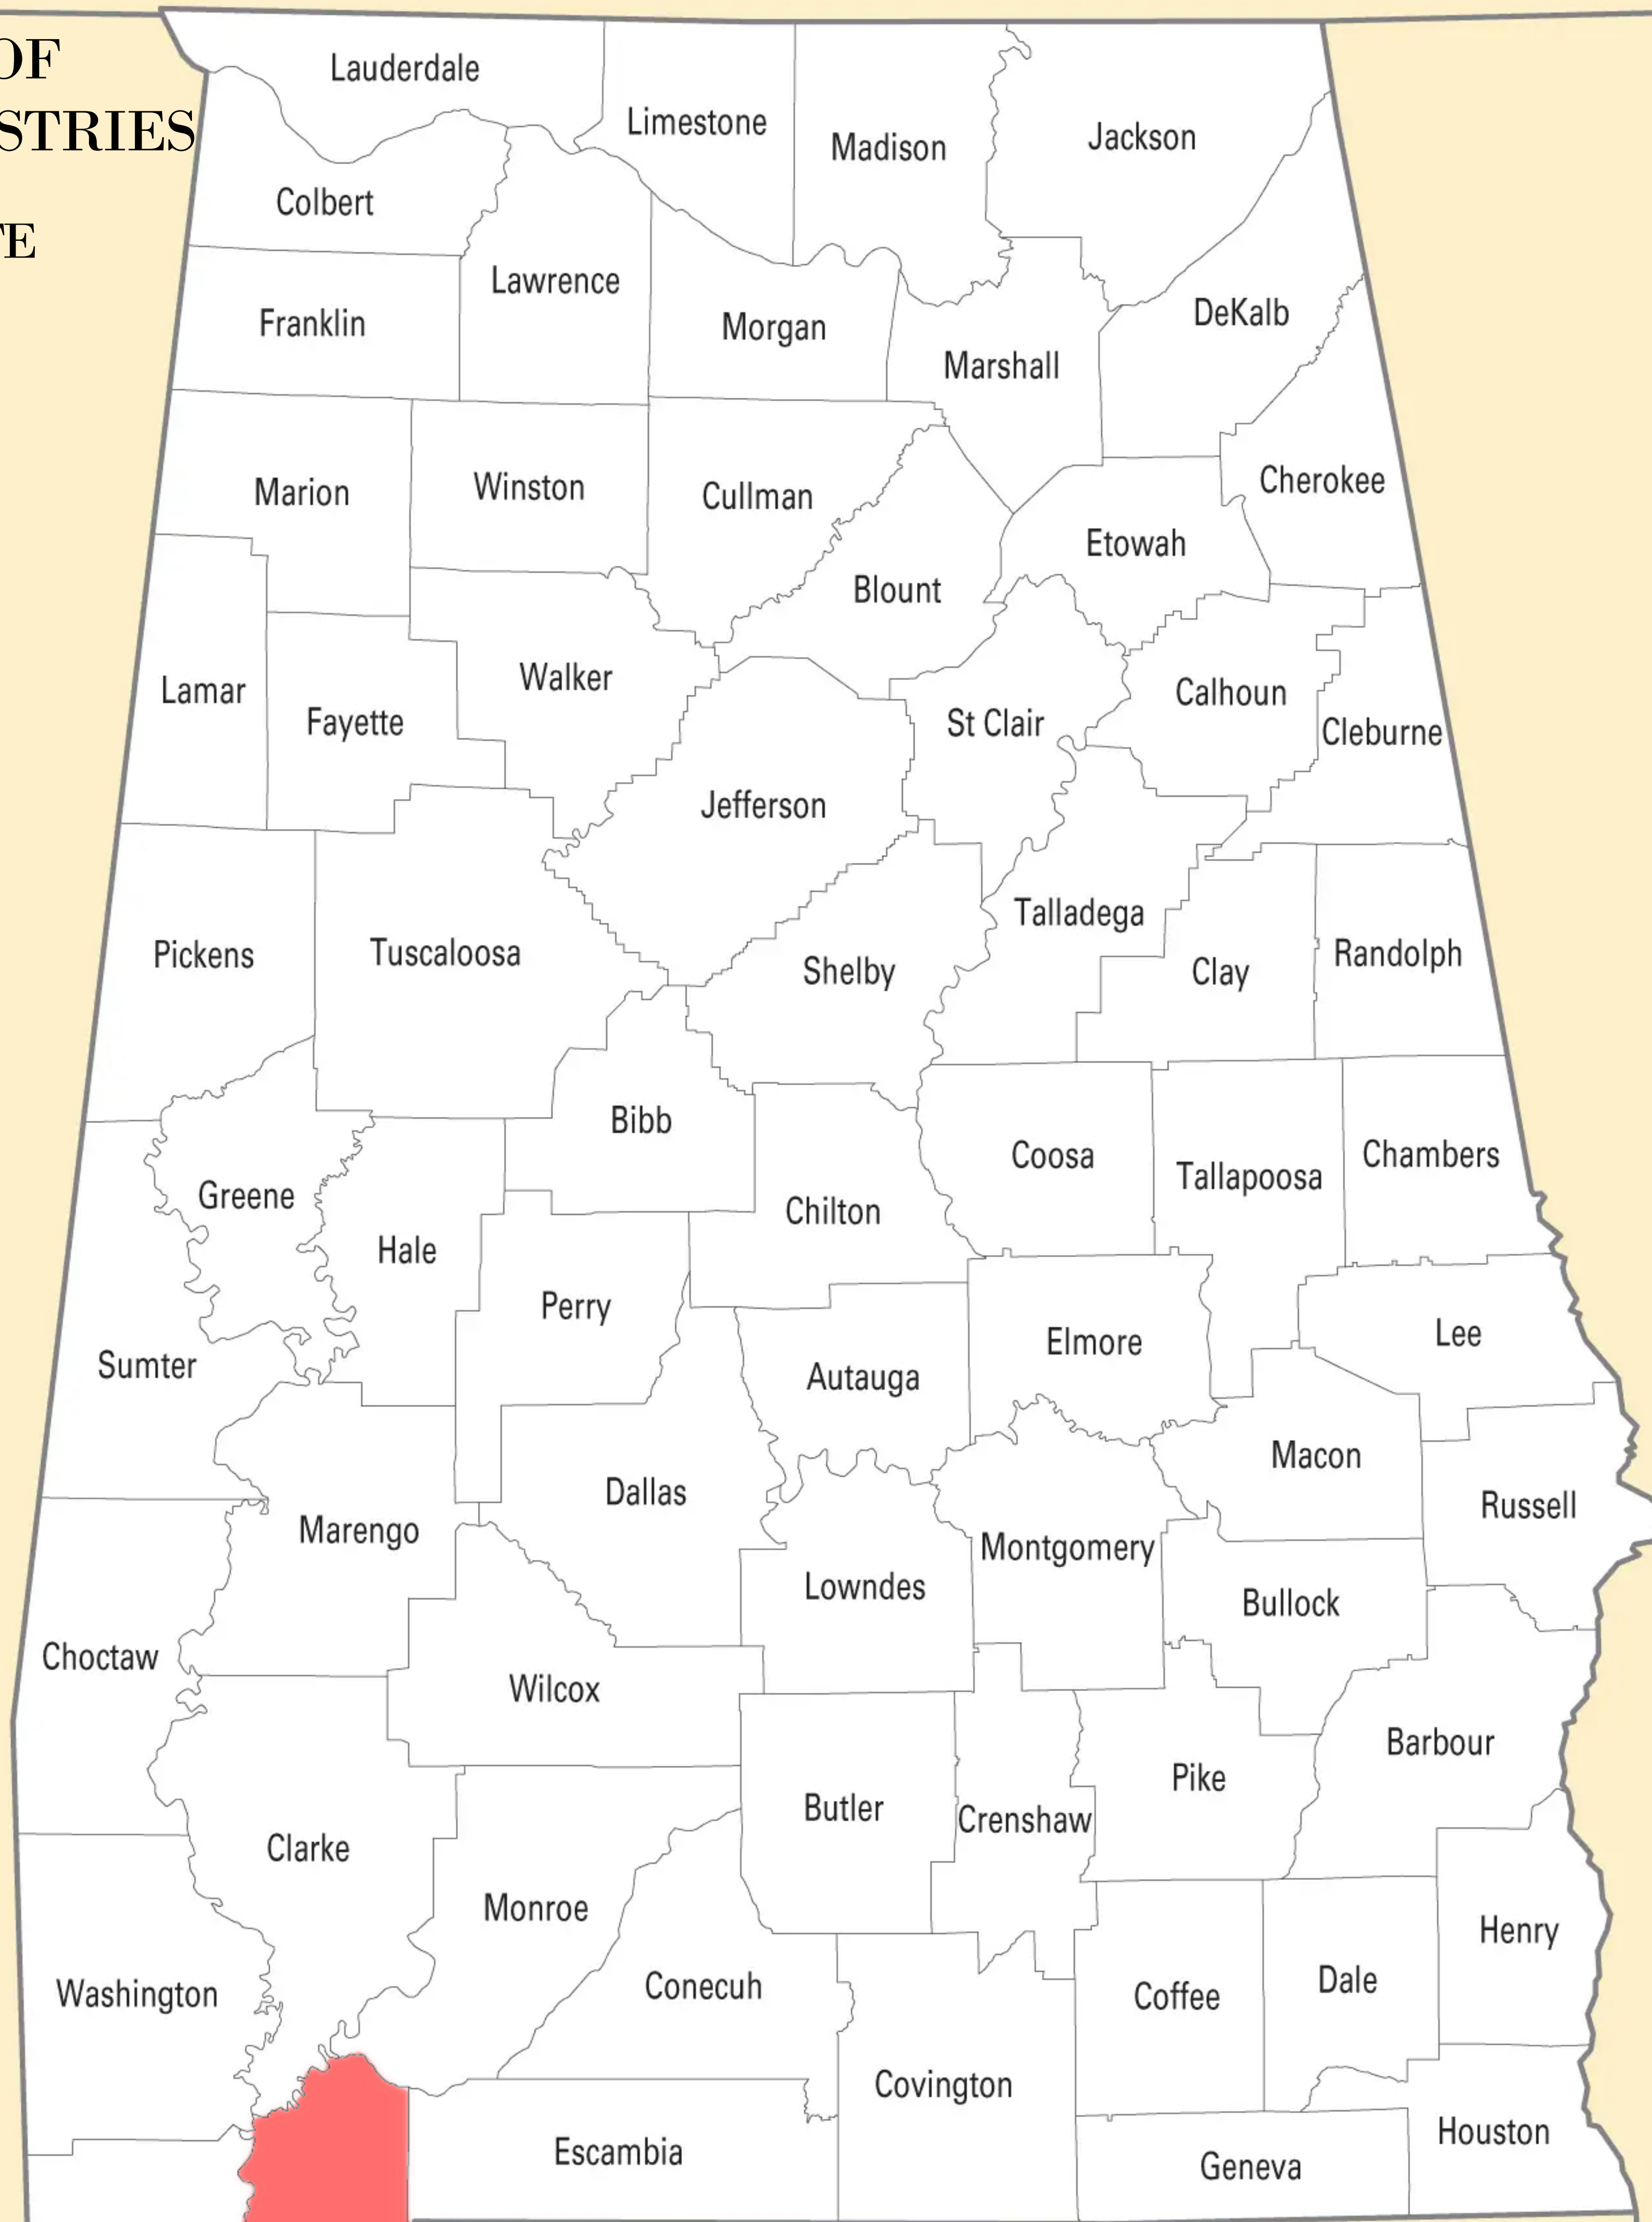 OF
STRIES
TE
Lauderdale
Limestone
Madison
Jackson
Colbert
Lawrence
Franklin
Morgan
Marshall
DeKalb
Marion
Winston
Cullman
Cherokee
Etowah
Blount
Lamar
Walker
Fayette
St Clair
Calhoun
Cleburne
Jefferson
Pickens
Tuscaloosa
Shelby
Talladega
Clay
Randolph
Bibb
Greene
Hale
Chilton
Coosa
Tallapoosa
Chambers
Perry
Sumter
Autauga
Elmore
Lee
Macon
Dallas
Russell
Marengo
Montgomery
Lowndes
Bullock
Choctaw
Wilcox
Barbour
Pike
Butler
Crenshaw
Clarke
Monroe
Henry
Washington
Conecuh
Coffee
Dale
Covington
Escambia
Houston
Geneva